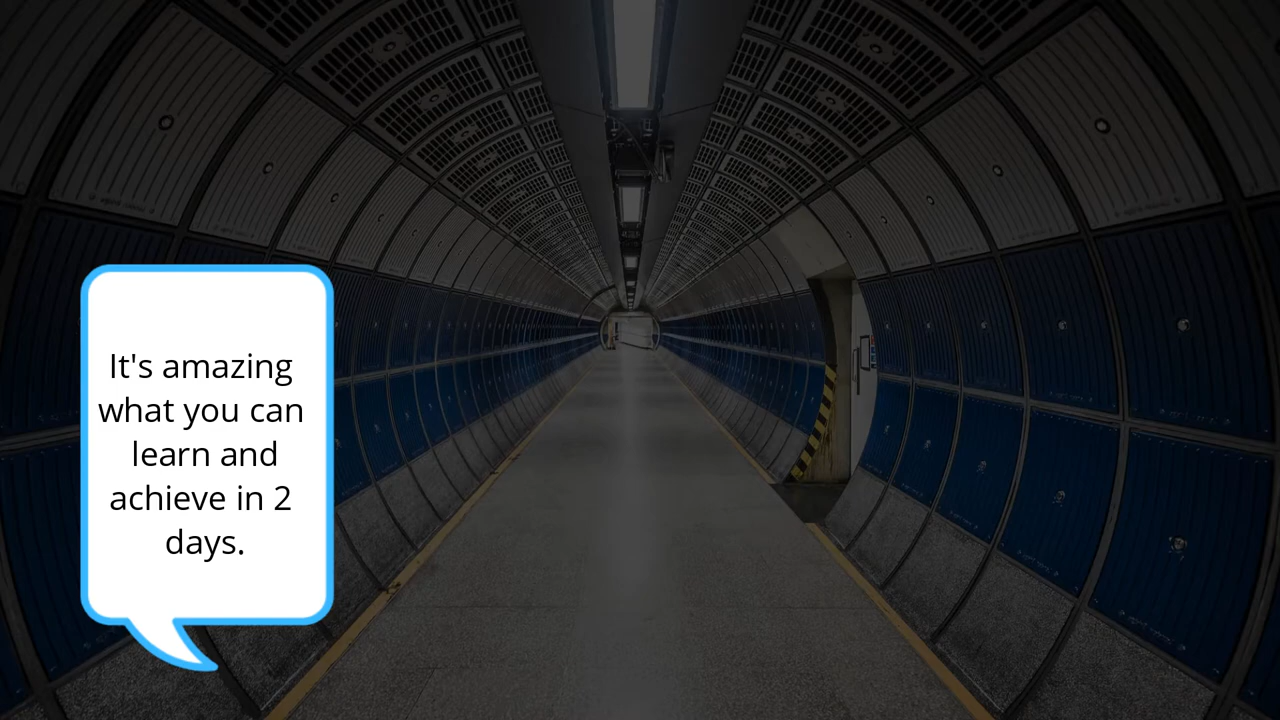 It's amazing
what you can
learn and
achieve in 2
days.